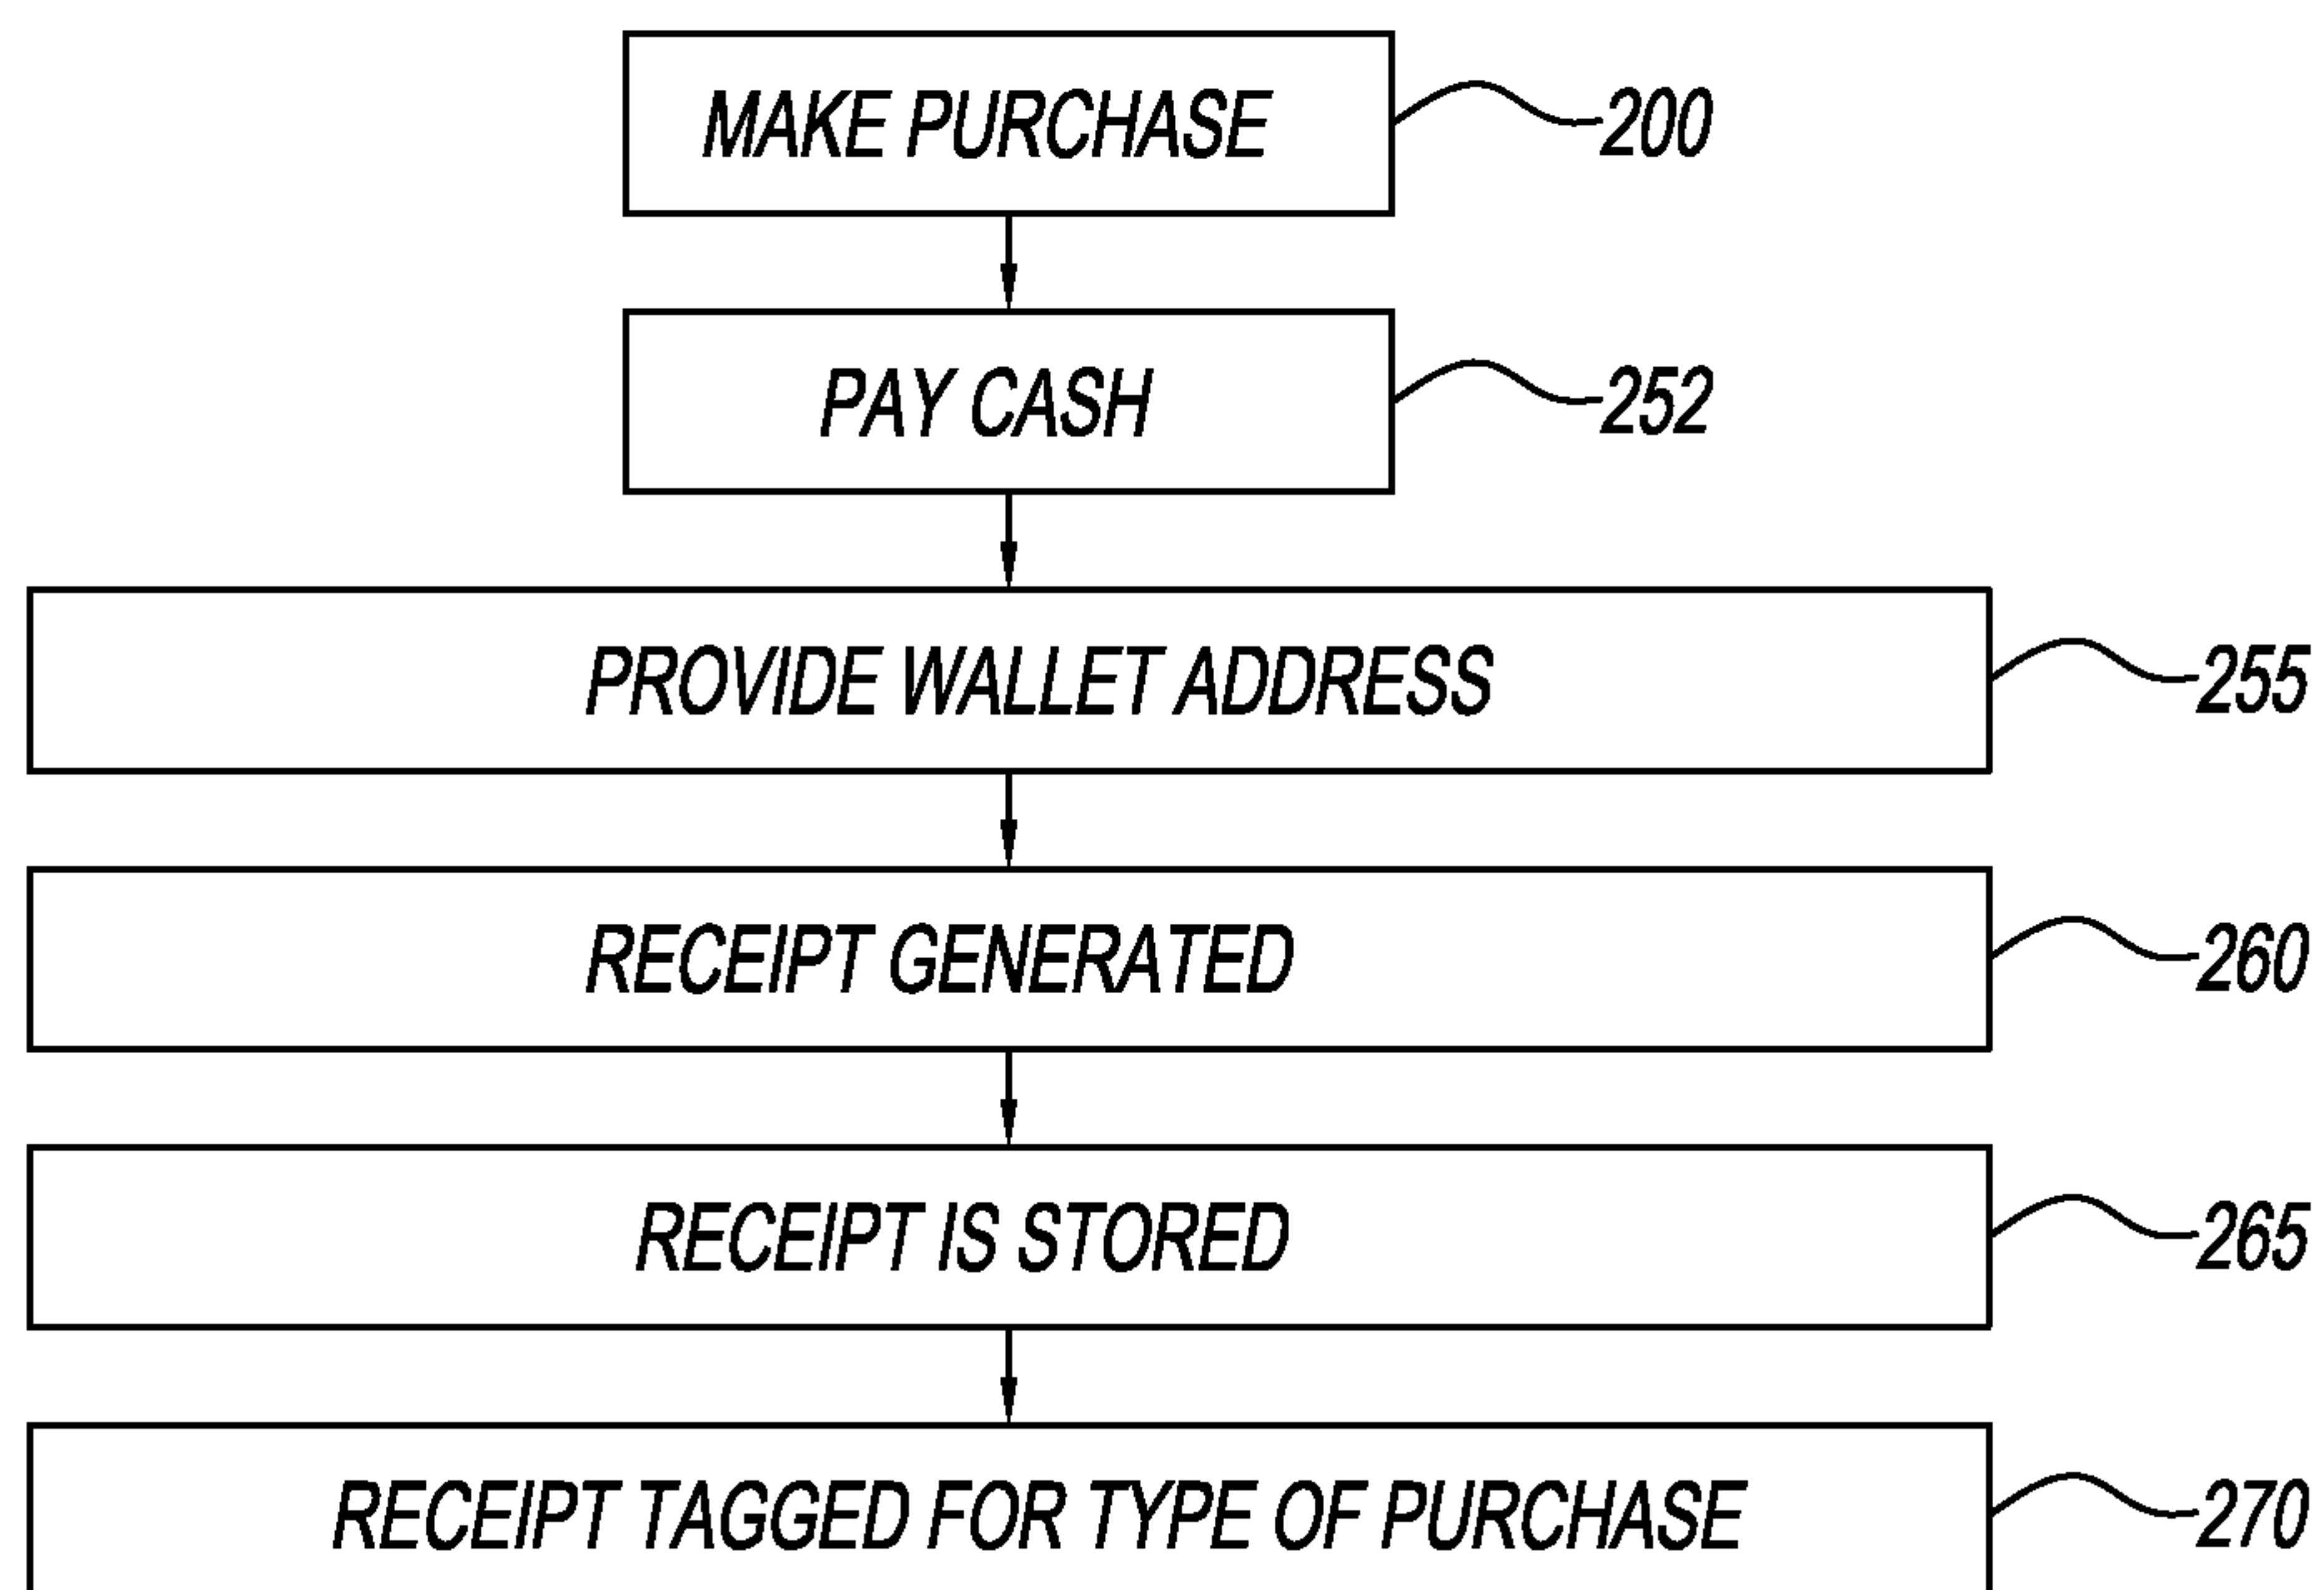 MAKE PURCHASE 200
PAY CASH 252
PROVIDE WALLET ADDRESS 255
RECEIPT GENERATED 260
RECEIPT IS STORED 265
RECEIPT TAGGED FOR TYPE OF PURCHASE 270